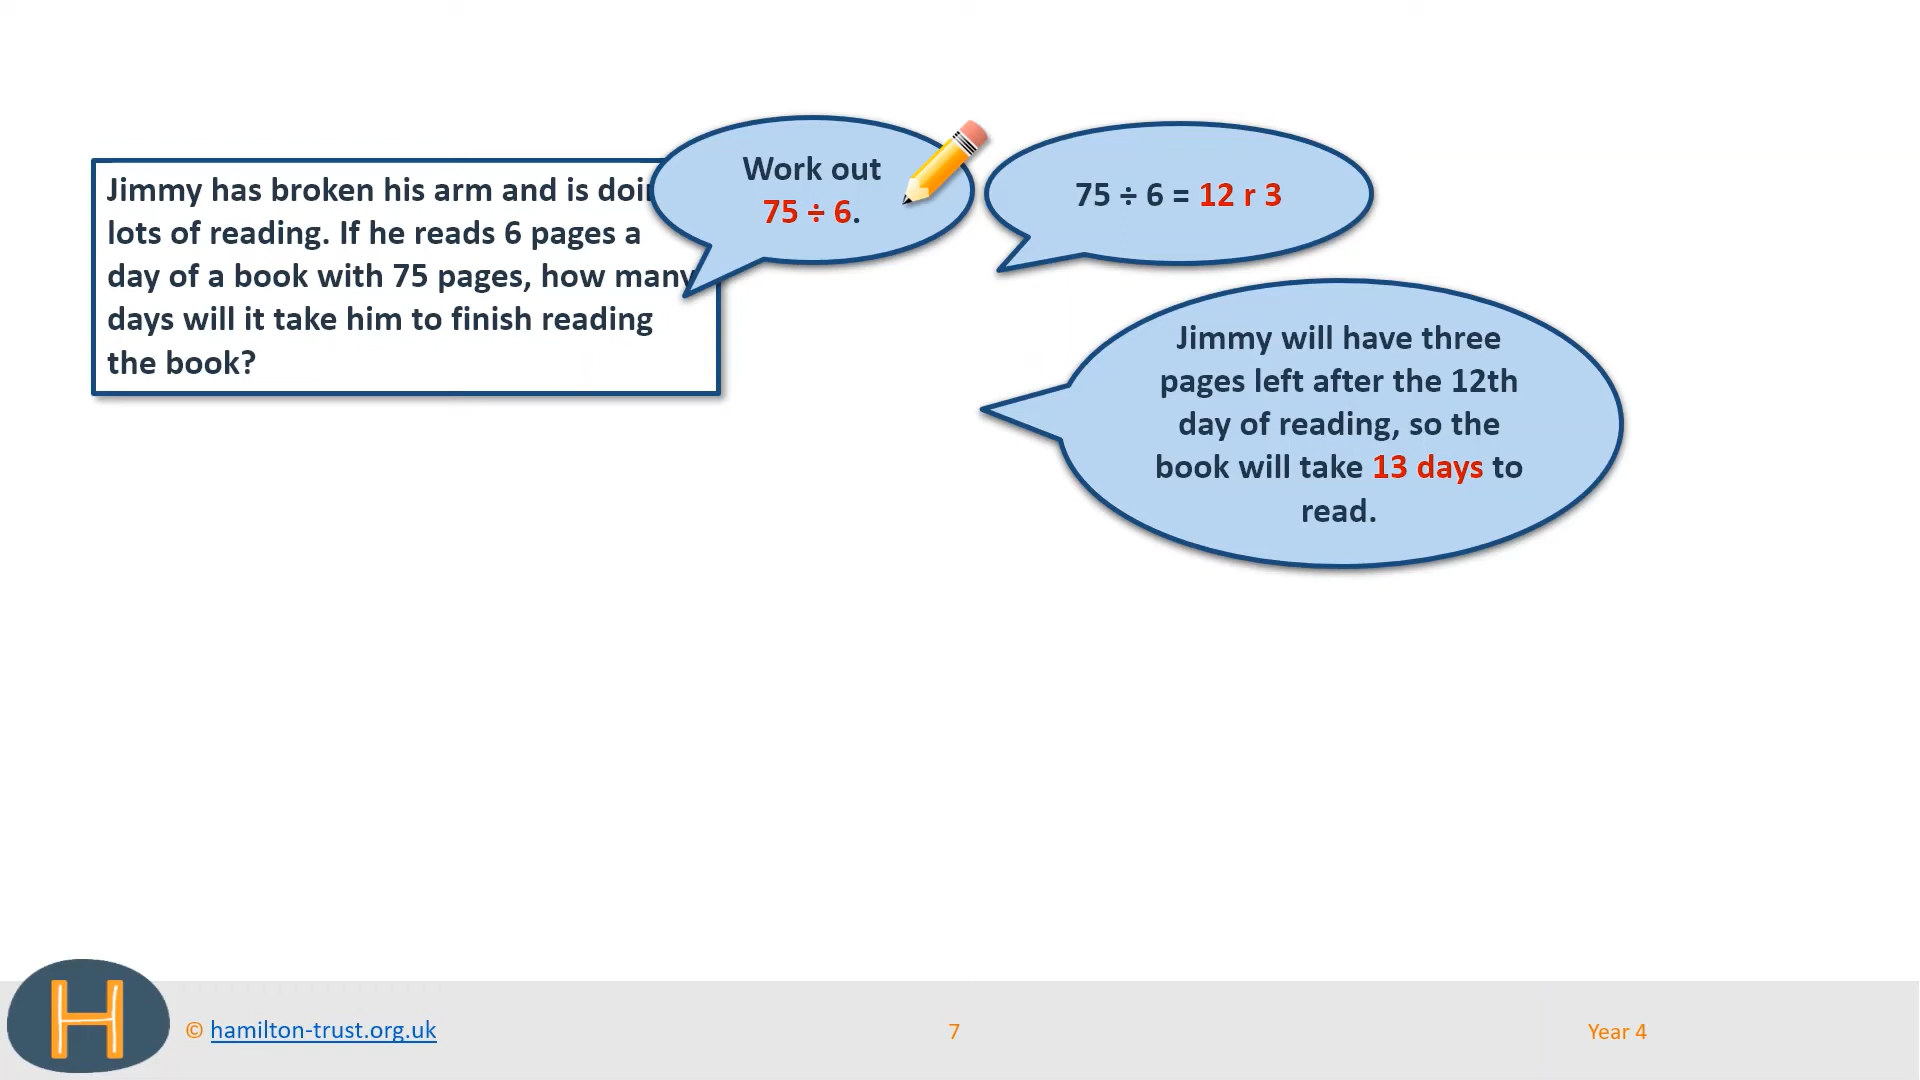 Jimmy has broken his arm and is doin
lots of reading. If he reads 6 pages a
day of a book with 75 pages, how many
days will it take him to finish reading
the book?
Work out
75 ÷ 6.
75 ÷ 6 = 12 r 3
Jimmy will have three
pages left after the 12th
day of reading, so the
book will take 13 days to
read.
H
© hamilton-trust.org.uk
7
Year 4